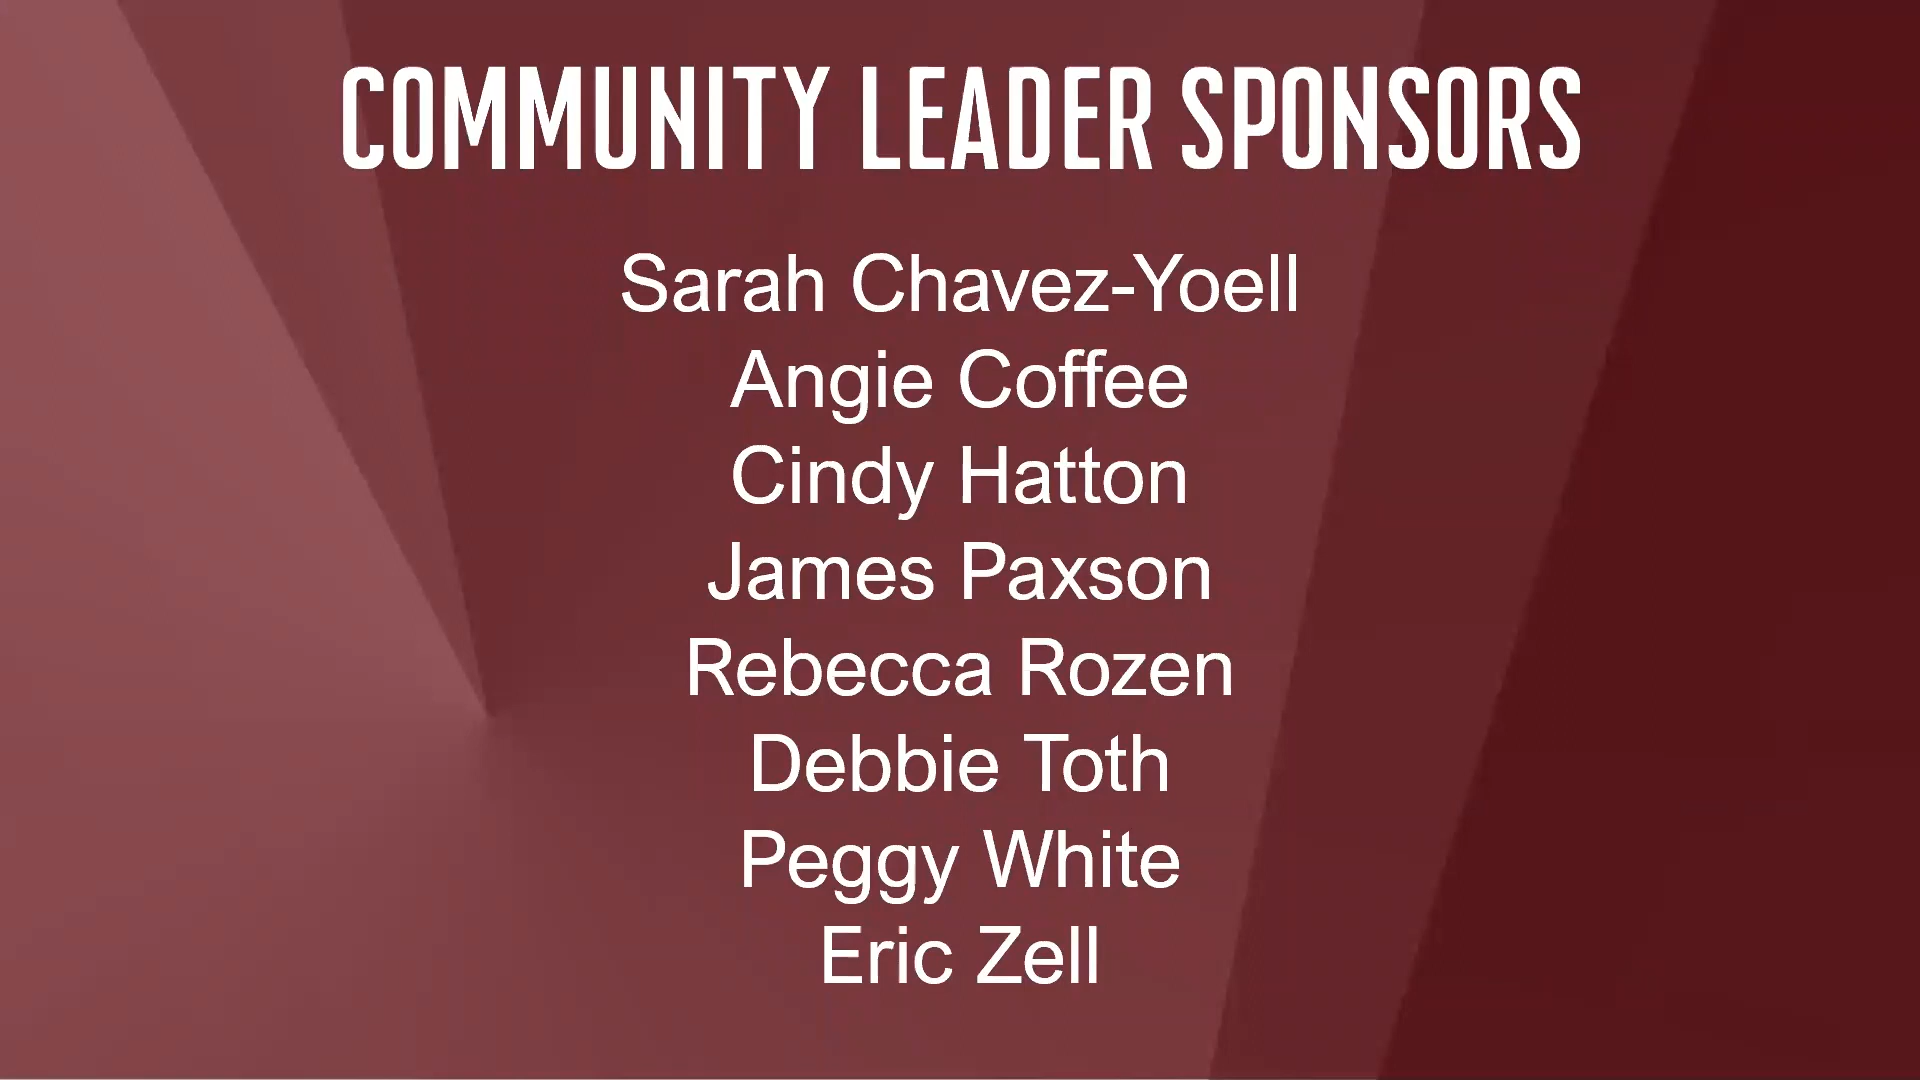 COMMUNITY LEADER SPONSORS
Sarah Chavez-Yoell
Angie Coffee
Cindy Hatton
James Paxson
Rebecca Rozen
Debbie Toth
Peggy White
Eric Zell